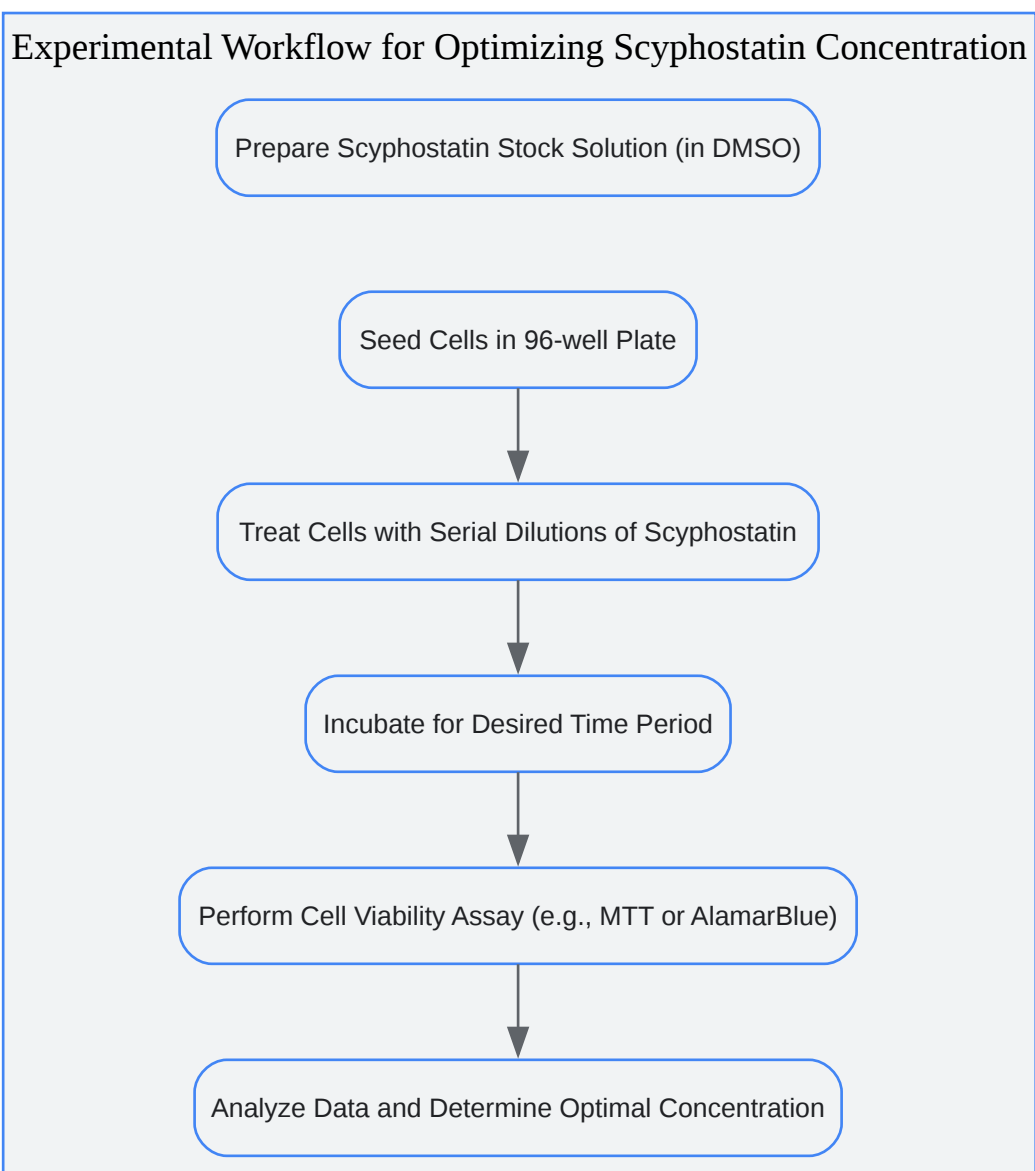 Experimental Workflow for Optimizing Scyphostatin Concentration
Prepare Scyphostatin Stock Solution (in DMSO)
Seed Cells in 96-well Plate
Treat Cells with Serial Dilutions of Scyphostatin
Incubate for Desired Time Period
Perform Cell Viability Assay (e.g., MTT or AlamarBlue)
Analyze Data and Determine Optimal Concentration